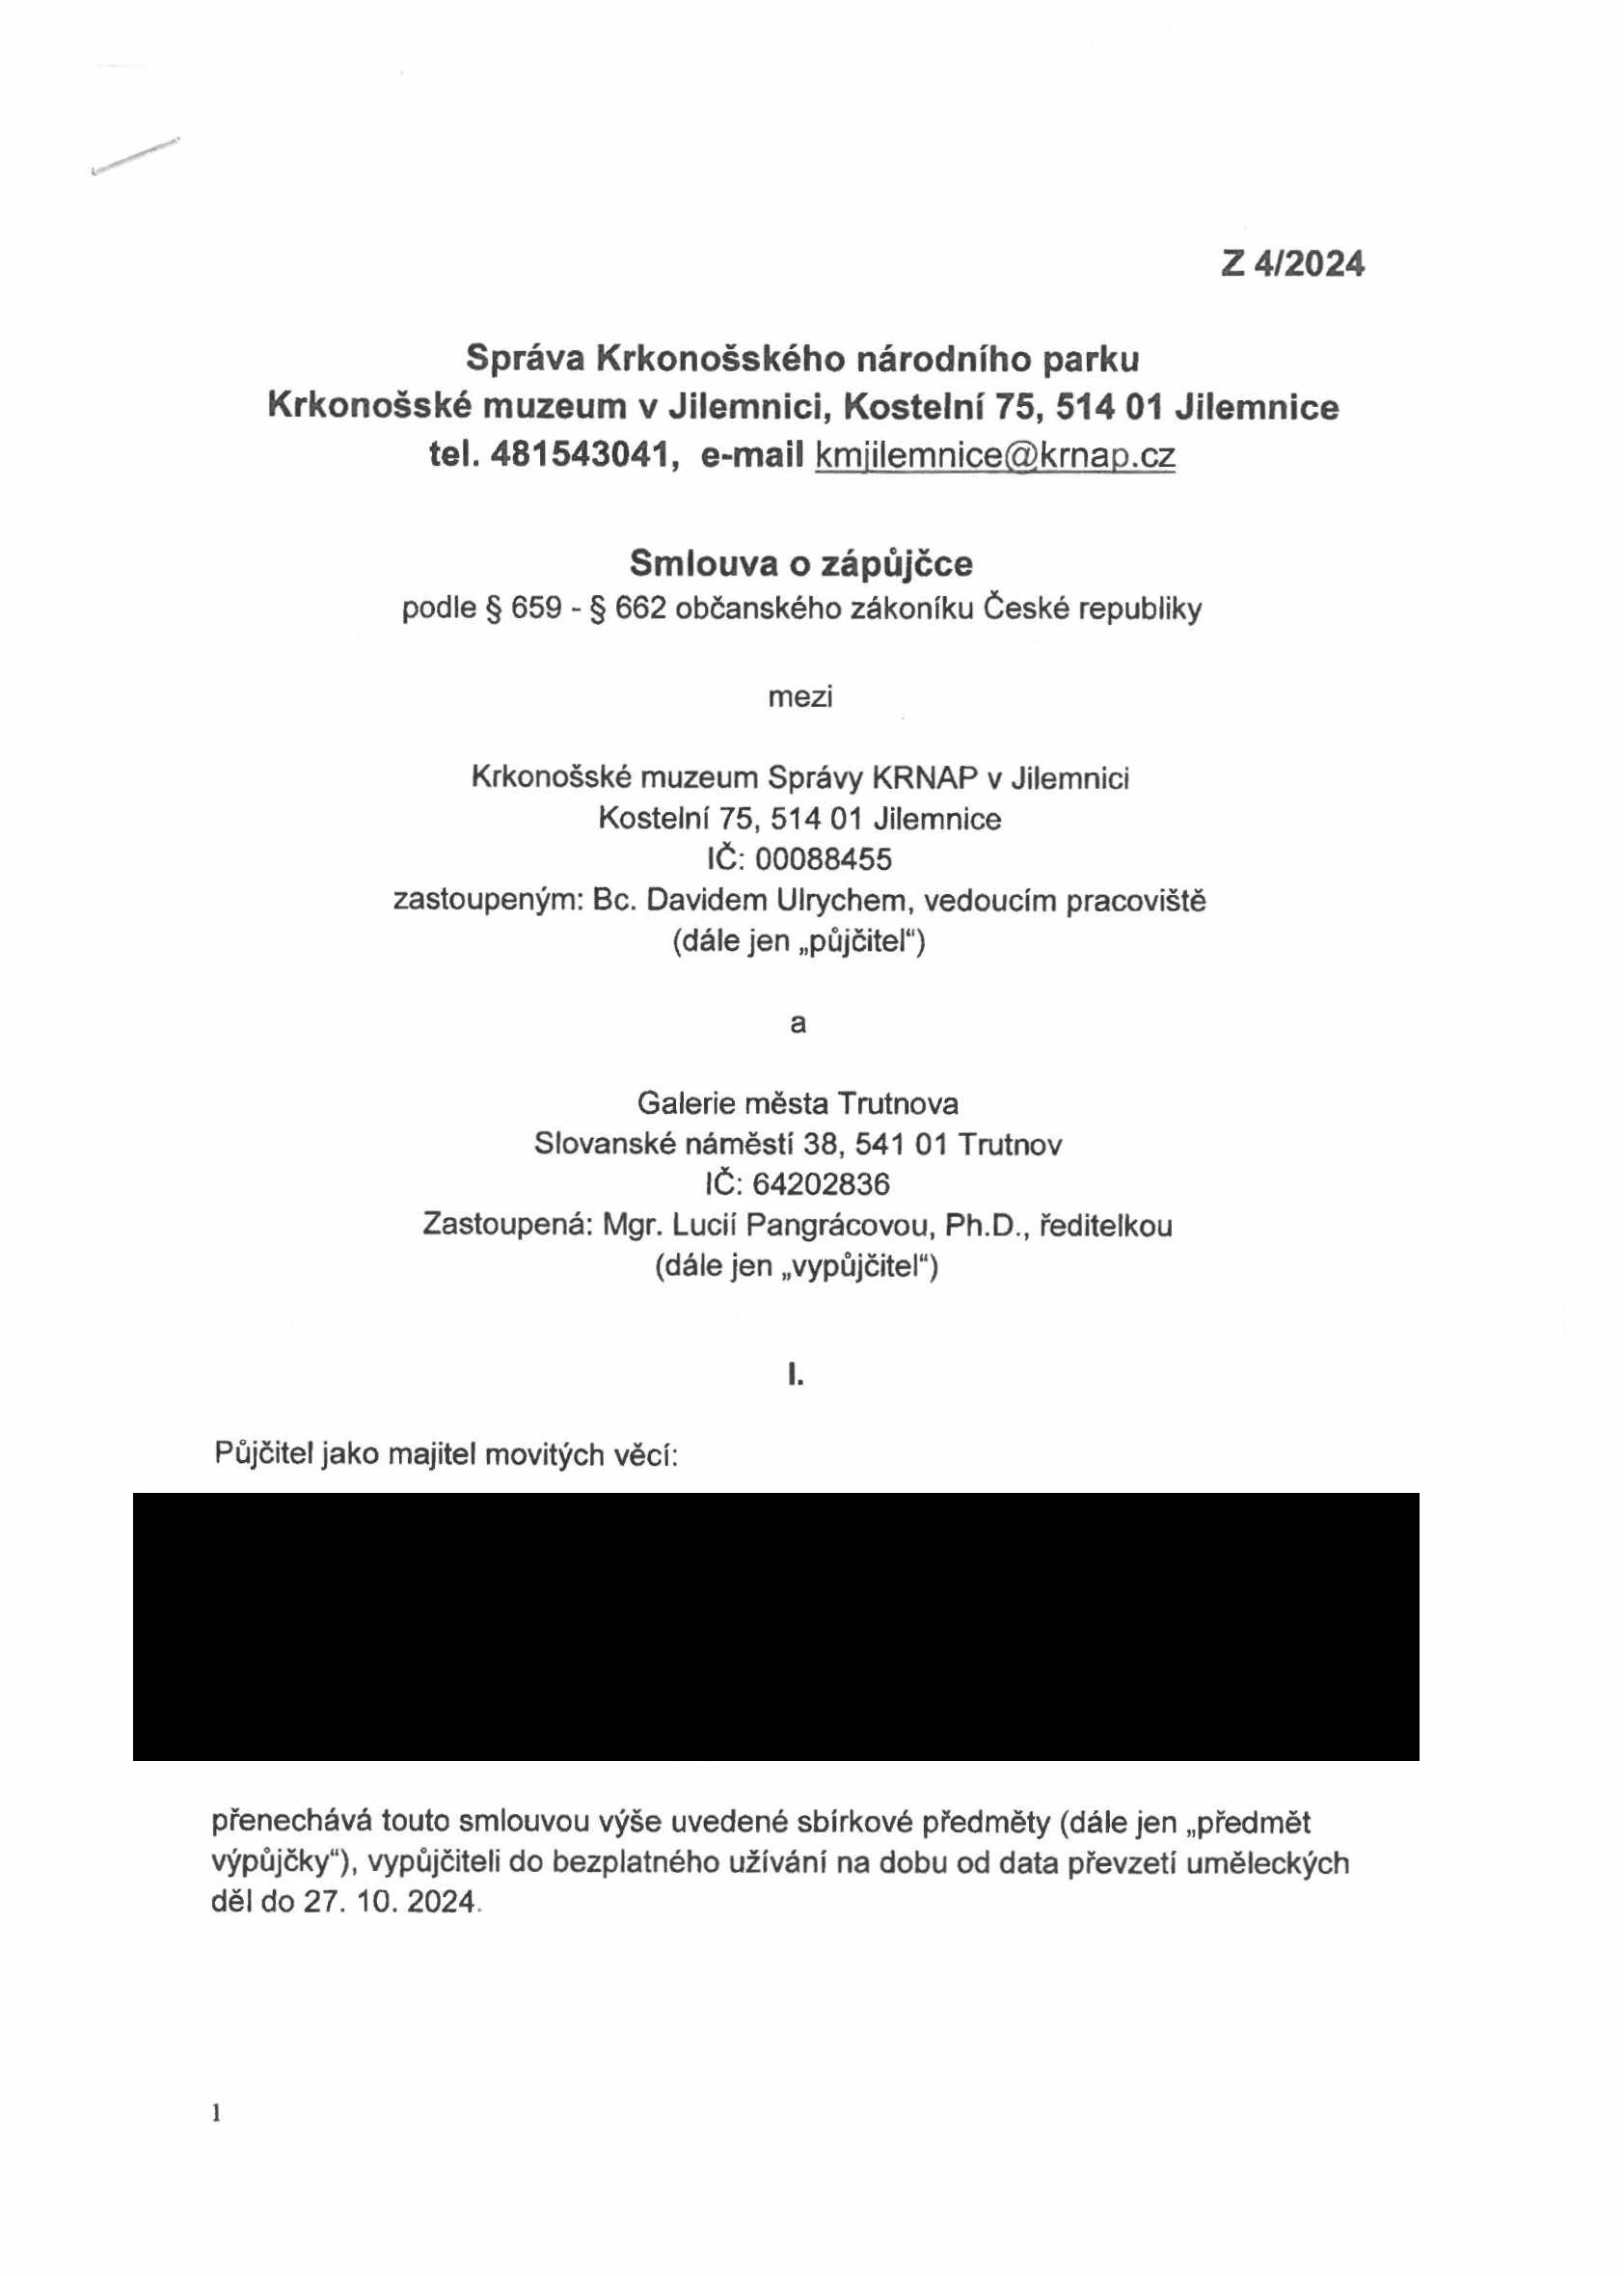 Z 4/2024
Správa Krkonošského národního parku
Krkonošské muzeum v Jilemnici, Kostelní 75, 514 01 Jilemnice
tel. 481543041, e-mail kmjilemnice@krnap.cz
Smlouva o zápůjčce
podle § 659 - § 662 občanského zákoníku České republiky
mezi
Krkonošské muzeum Správy KRNAP v Jilemnici
Kostelní 75, 514 01 Jilemnice
IČ: 00088455
zastoupeným: Bc. Davidem Ulrychem, vedoucím pracoviště
(dále jen „půjčitel“)
a
Galerie města Trutnova
Slovanské náměstí 38, 541 01 Trutnov
IČ: 64202836
Zastoupená: Mgr. Lucií Pangrácovou, Ph.D., ředitelkou
(dále jen „vypůjčitel“)
I.
Půjčitel jako majitel movitých věcí:
přenechává touto smlouvou výše uvedené sbírkové předměty (dále jen „předmět
výpůjčky“), vypůjčiteli do bezplatného užívání na dobu od data převzetí uměleckých
děl do 27. 10. 2024.
1